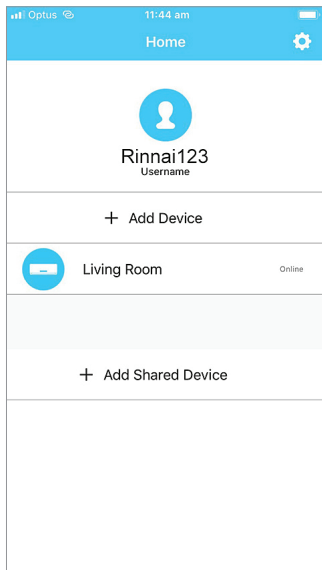 Optus 11:44 am
Home
Rinnai123
Username
+ Add Device
Living Room Online
+ Add Shared Device